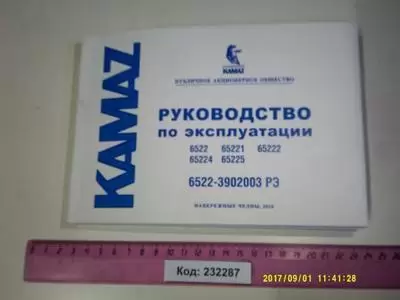 KAMAZ
KAMAZ
ПУБЛИЧНОЕ АКЦИОНЕРНОЕ ОБЩЕСТВО
РУКОВОДСТВО
по эксплуатации
6522 65221 65222
65224 65225
6522-3902003 РЭ
НАБЕРЕЖНЫЕ ЧЕЛНЫ, 2010
Код: 232287
2017/09/01 11:41:28